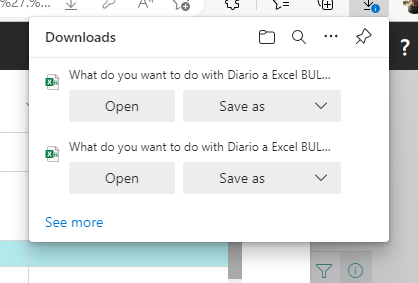 Downloads
What do you want to do with Diario a Excel BUL...
Open
Save as
What do you want to do with Diario a Excel BUL...
Open
Save as
See more